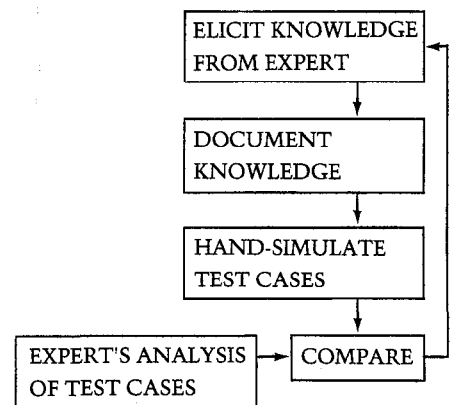 ELICIT KNOWLEDGE
FROM EXPERT
DOCUMENT
KNOWLEDGE
HAND-SIMULATE
TEST CASES
EXPERT'S ANALYSIS
OF TEST CASES
COMPARE